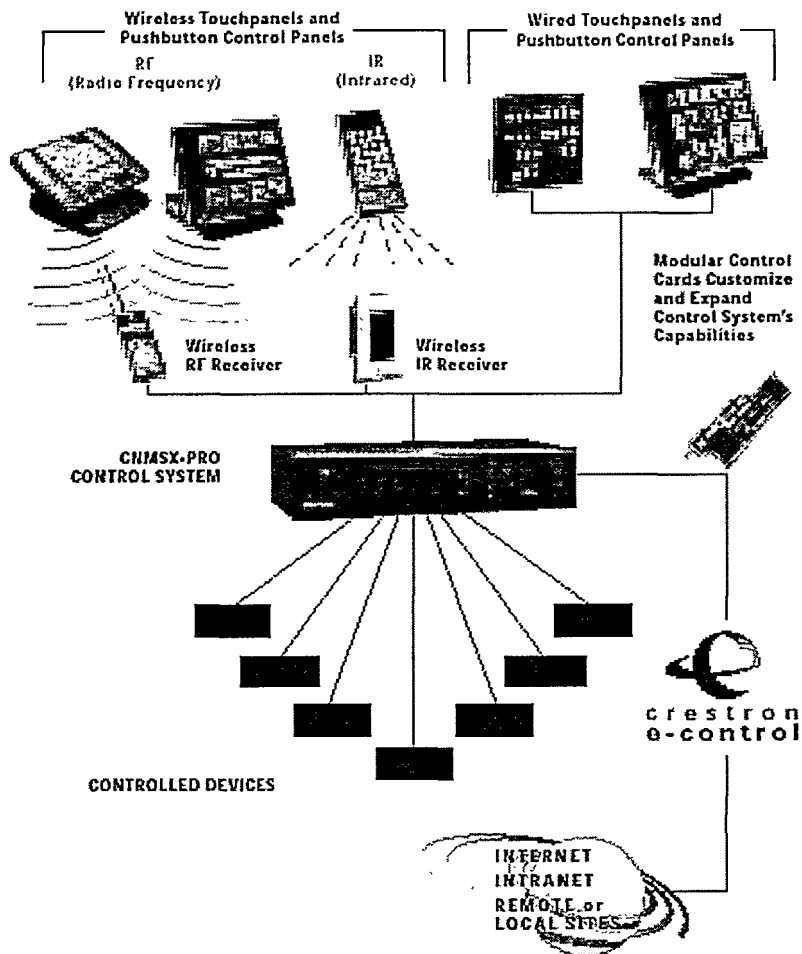 Wireless Touchpanels and
Pushbutton Control Panels
Wired Touchpanels and
Pushbutton Control Panels
RF
(Radio Frequency)
IR
(Infrared)
Modular Control
Cards Customize
and Expand
Control System's
Capabilities
Wireless
RF Receiver
Wireless
IR Receiver
CNMSX-PRO
CONTROL SYSTEM
crestron
e-control
CONTROLLED DEVICES
INTERNET
INTRANET
REMOTE or
LOCAL SITES